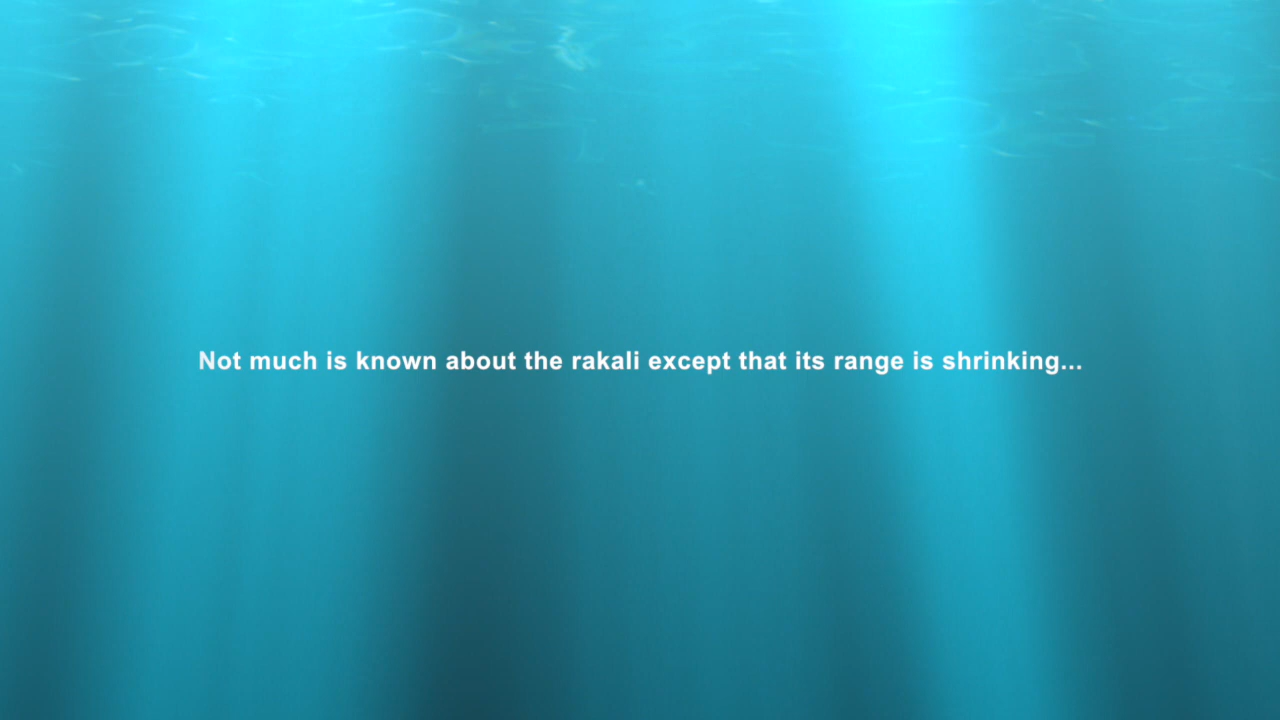 Not much is known about the rakali except that its range is shrinking...